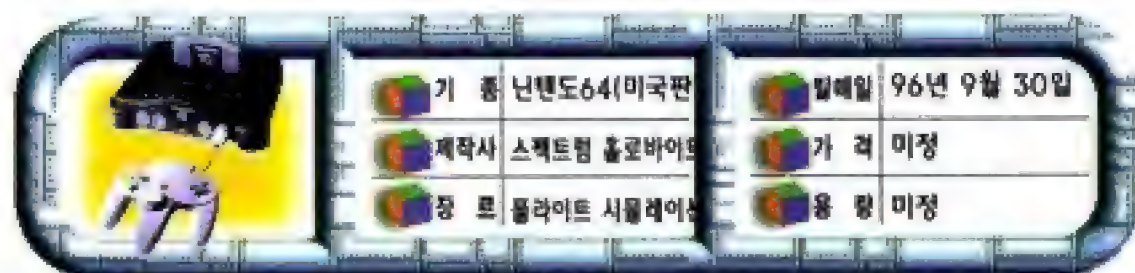 기 종 닌텐도64(미국판
제작사 스펙트럼 홀로바이트
장 르 플라이트 시뮬레이션
발매일 96년 9월 30일
가 격 미정
용 량 미정